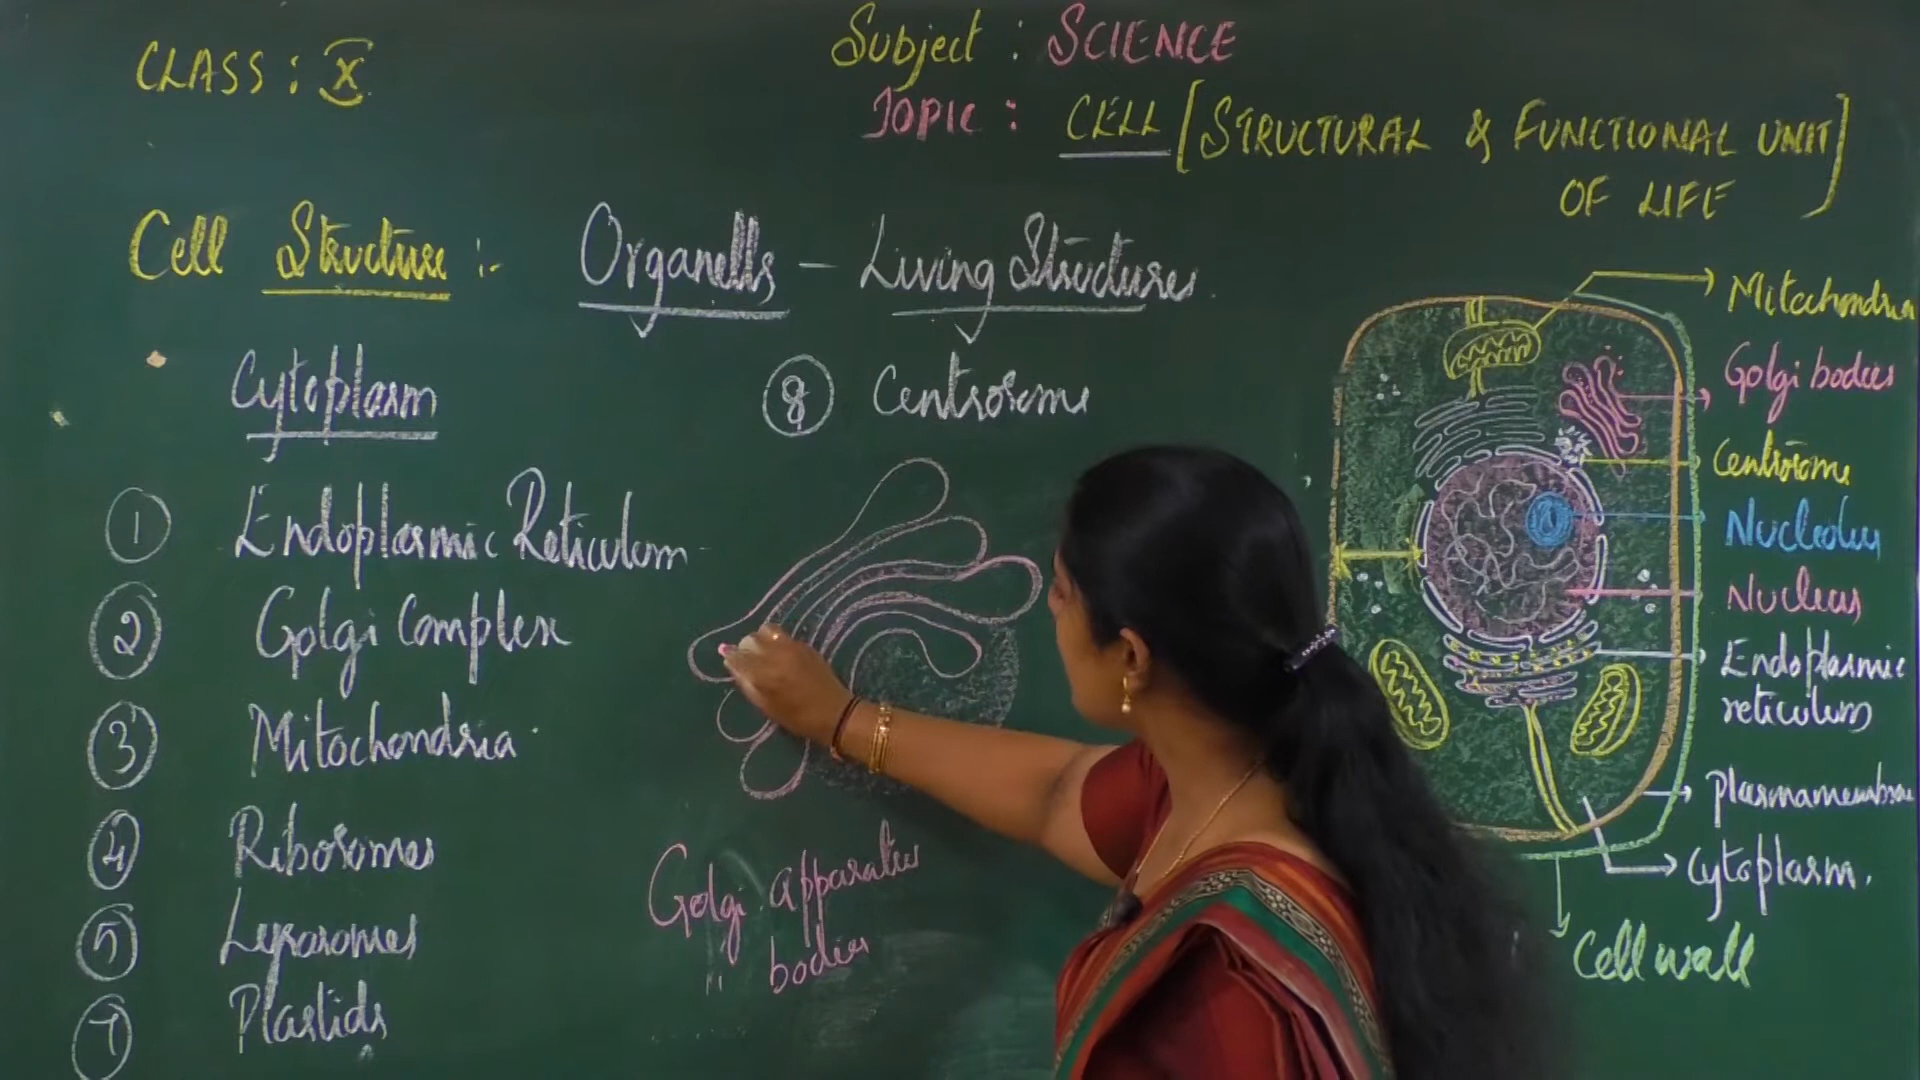 CLASS : X
Subject : SCIENCE
TOPIC : CELL [STRUCTURAL & FUNCTIONAL UNIT
OF LIFE]
Cell Structure :- Organells - Living Structures.
Cytoplasm
8 Centrosome
1 Endoplasmic Reticulum
2 Golgi Complex
3 Mitochondria
4 Ribosomes
5 Lysosomes
7 Plastids
Golgi apparatus
" bodies
Mitochondria
Golgi bodies
Centrosome
Nucleolus
Nucleus
Endoplasmic
reticulum
Plasmamembrane
Cytoplasm.
Cell wall